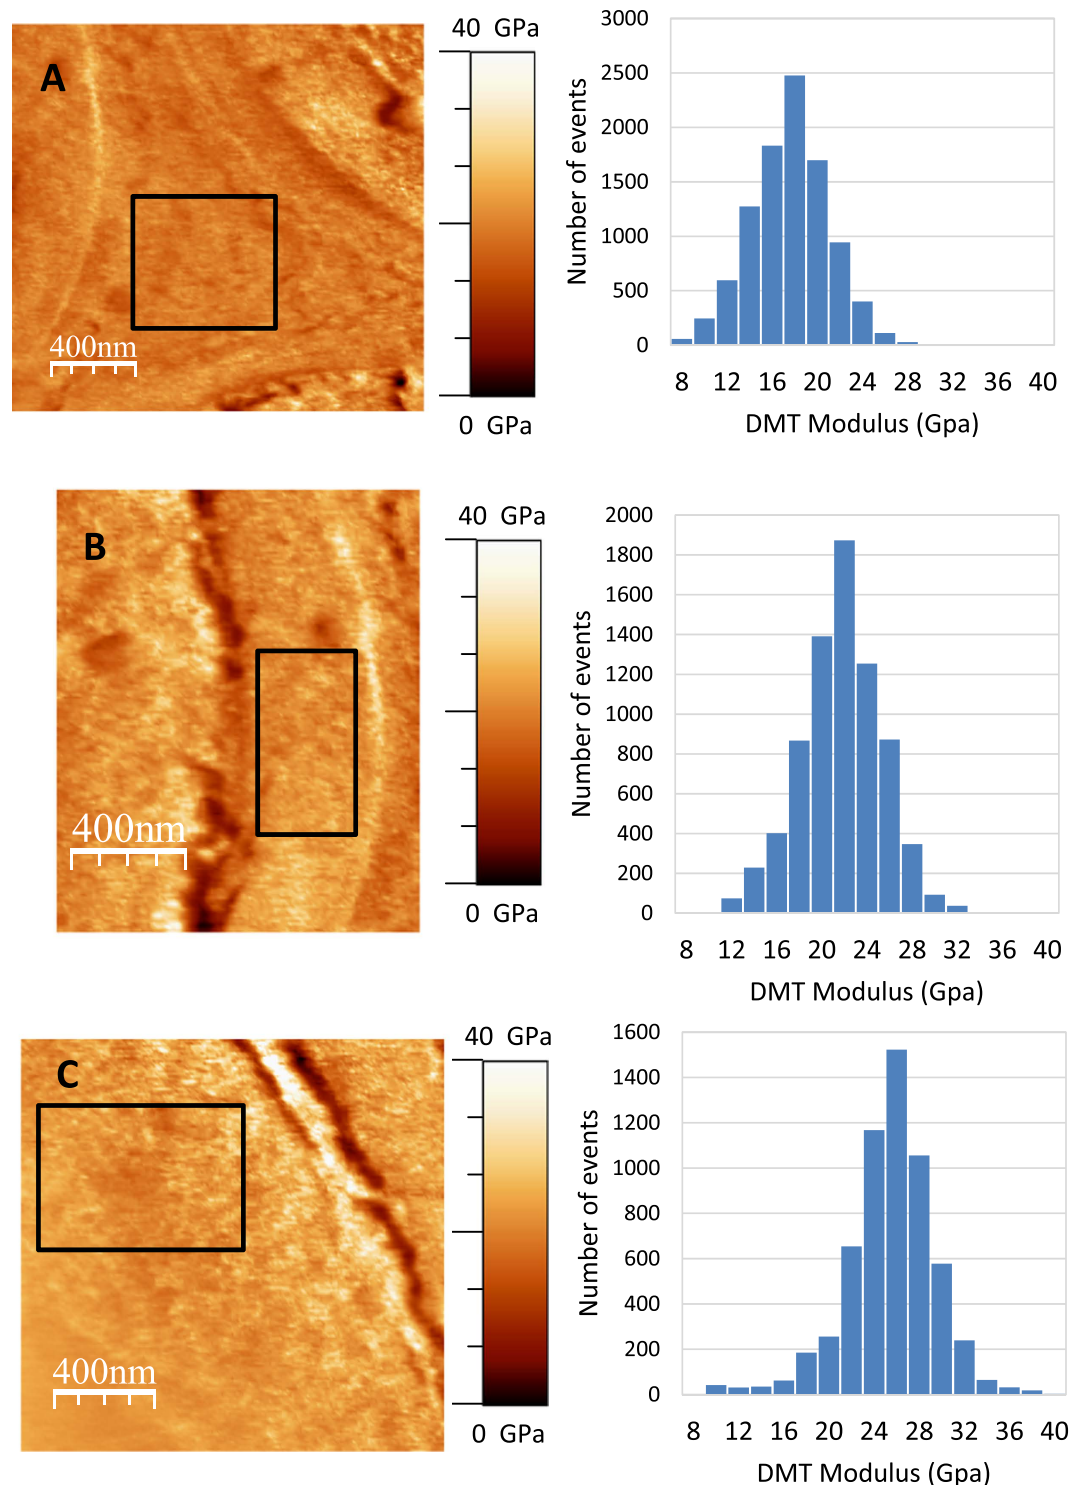 A
400nm
40 GPa
0 GPa
3000
2500
2000
1500
1000
500
0
Number of events
8 12 16 20 24 28 32 36 40
DMT Modulus (Gpa)
B
400nm
40 GPa
0 GPa
2000
1800
1600
1400
1200
1000
800
600
400
200
0
Number of events
8 12 16 20 24 28 32 36 40
DMT Modulus (Gpa)
C
400nm
40 GPa
0 GPa
1600
1400
1200
1000
800
600
400
200
0
Number of events
8 12 16 20 24 28 32 36 40
DMT Modulus (Gpa)